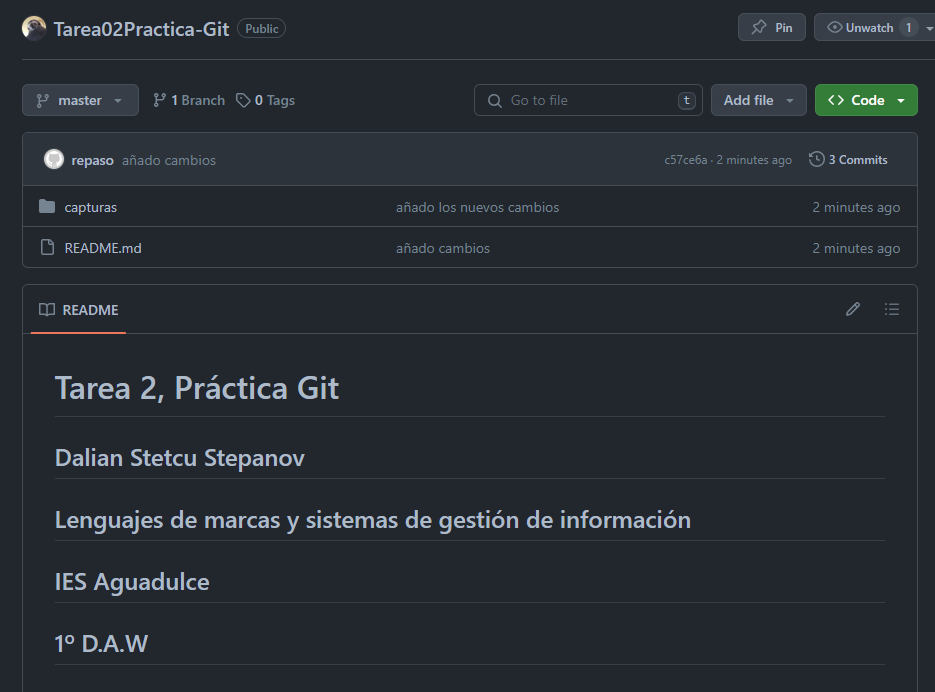 Tarea02Practica-Git Public Pin Unwatch 1
master 1 Branch 0 Tags Go to file t Add file <> Code
repaso añado cambios c57ce6a · 2 minutes ago 3 Commits
capturas añado los nuevos cambios 2 minutes ago
README.md añado cambios 2 minutes ago
README
Tarea 2, Práctica Git
Dalian Stetcu Stepanov
Lenguajes de marcas y sistemas de gestión de información
IES Aguadulce
1º D.A.W